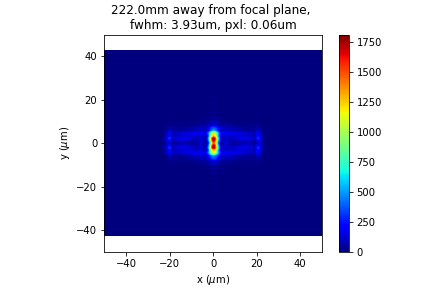 222.0mm away from focal plane,
fwhm: 3.93um, pxl: 0.06um
40
20
0
−20
−40
y (μm)
−40 −20 0 20 40
x (μm)
1750
1500
1250
1000
750
500
250
0